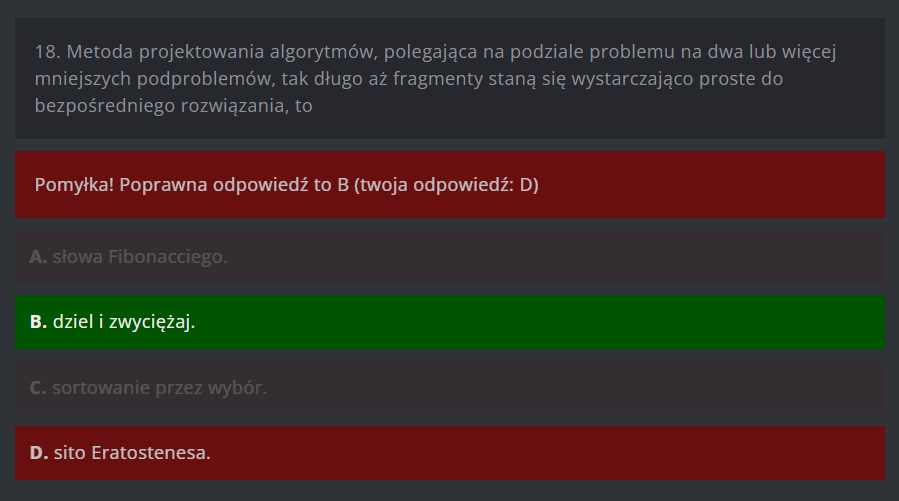 18. Metoda projektowania algorytmów, polegająca na podziale problemu na dwa lub więcej
mniejszych podproblemów, tak długo aż fragmenty staną się wystarczająco proste do
bezpośredniego rozwiązania, to
Pomyłka! Poprawna odpowiedź to B (twoja odpowiedź: D)
A. słowa Fibonacciego.
B. dziel i zwyciężaj.
C. sortowanie przez wybór.
D. sito Eratostenesa.